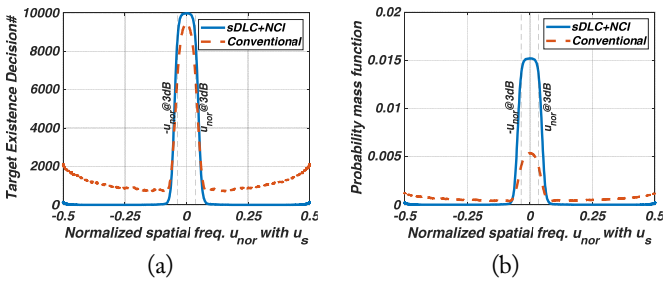 Target Existence Decision#
10000
8000
6000
4000
2000
0
-0.5
-0.25
0
0.25
0.5
Normalized spatial freq. u_nor with u_s
sDLC+NCI
Conventional
-u_nor@3dB
u_nor@3dB
(a)
Probability mass function
0.02
0.015
0.01
0.005
0
-0.5
-0.25
0
0.25
0.5
Normalized spatial freq. u_nor with u_s
sDLC+NCI
Conventional
-u_nor@3dB
u_nor@3dB
(b)